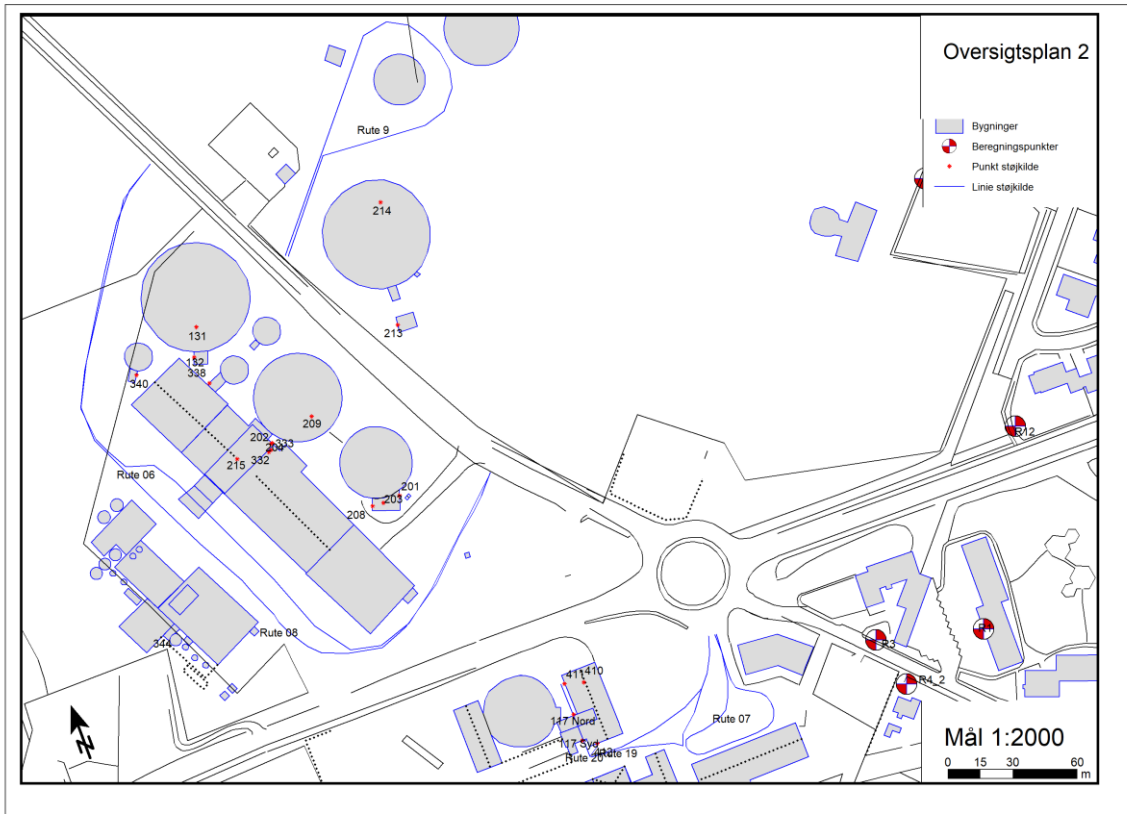 Oversigtsplan 2
Bygninger
Beregningspunkter
Punkt støjkilde
Linie støjkilde
Rute 9
214
213
131
132
338
340
209
202
333
204
332
215
201
203
208
Rute 06
R12
Rute 08
344
R1
R3
R4_2
411
410
117 Nord
Rute 07
117 Syd
Rute 19
Rute 20
N
Mål 1:2000
0 15 30 60
m